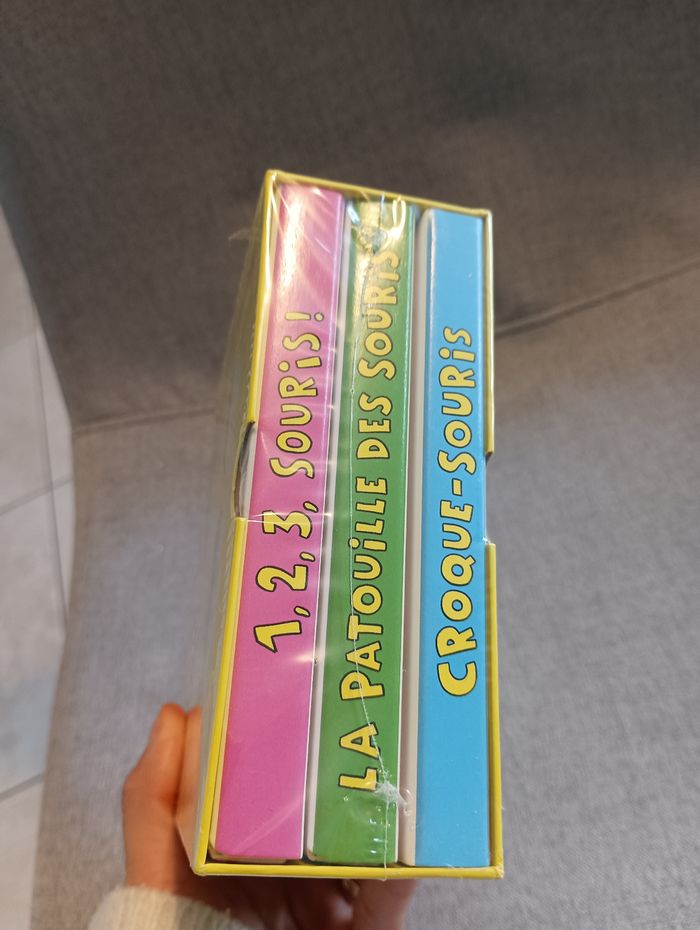 1, 2, 3, SOURiS!
LA PATOUiLLE DES SOURiS
CROQUE-SOURiS